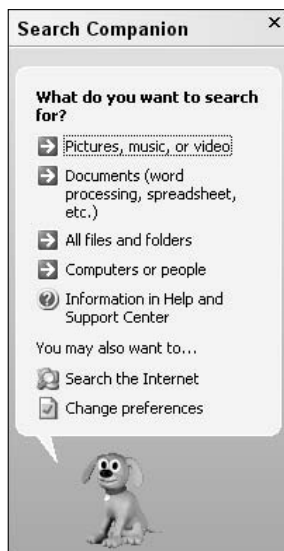 Search Companion
What do you want to search
for?
Pictures, music, or video
Documents (word
processing, spreadsheet,
etc.)
All files and folders
Computers or people
Information in Help and
Support Center
You may also want to...
Search the Internet
Change preferences